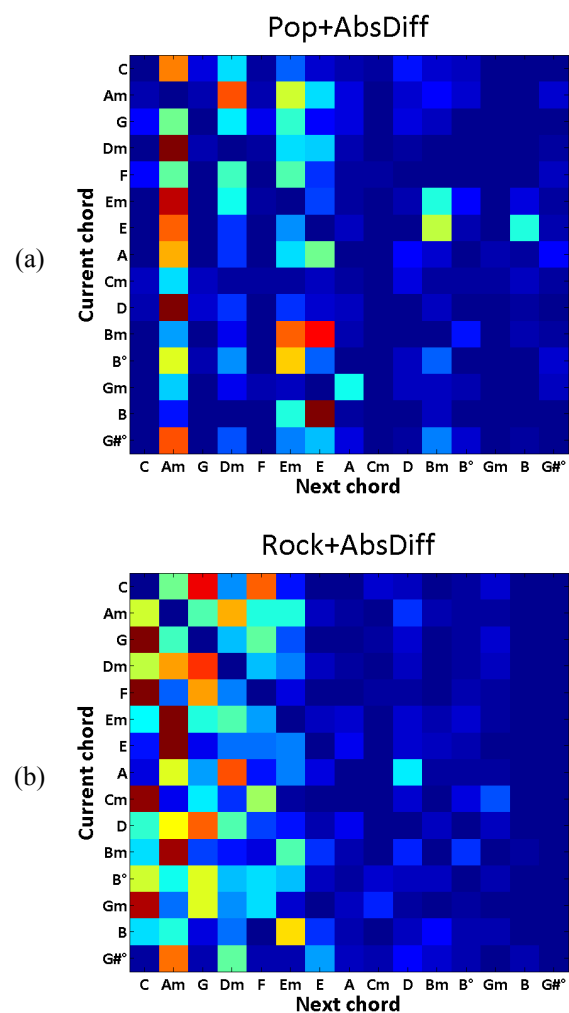 Pop+AbsDiff
(a)
Current chord
C
Am
G
Dm
F
Em
E
A
Cm
D
Bm
B°
Gm
B
G#°
C Am G Dm F Em E A Cm D Bm B° Gm B G#°
Next chord
Rock+AbsDiff
(b)
Current chord
C
Am
G
Dm
F
Em
E
A
Cm
D
Bm
B°
Gm
B
G#°
C Am G Dm F Em E A Cm D Bm B° Gm B G#°
Next chord